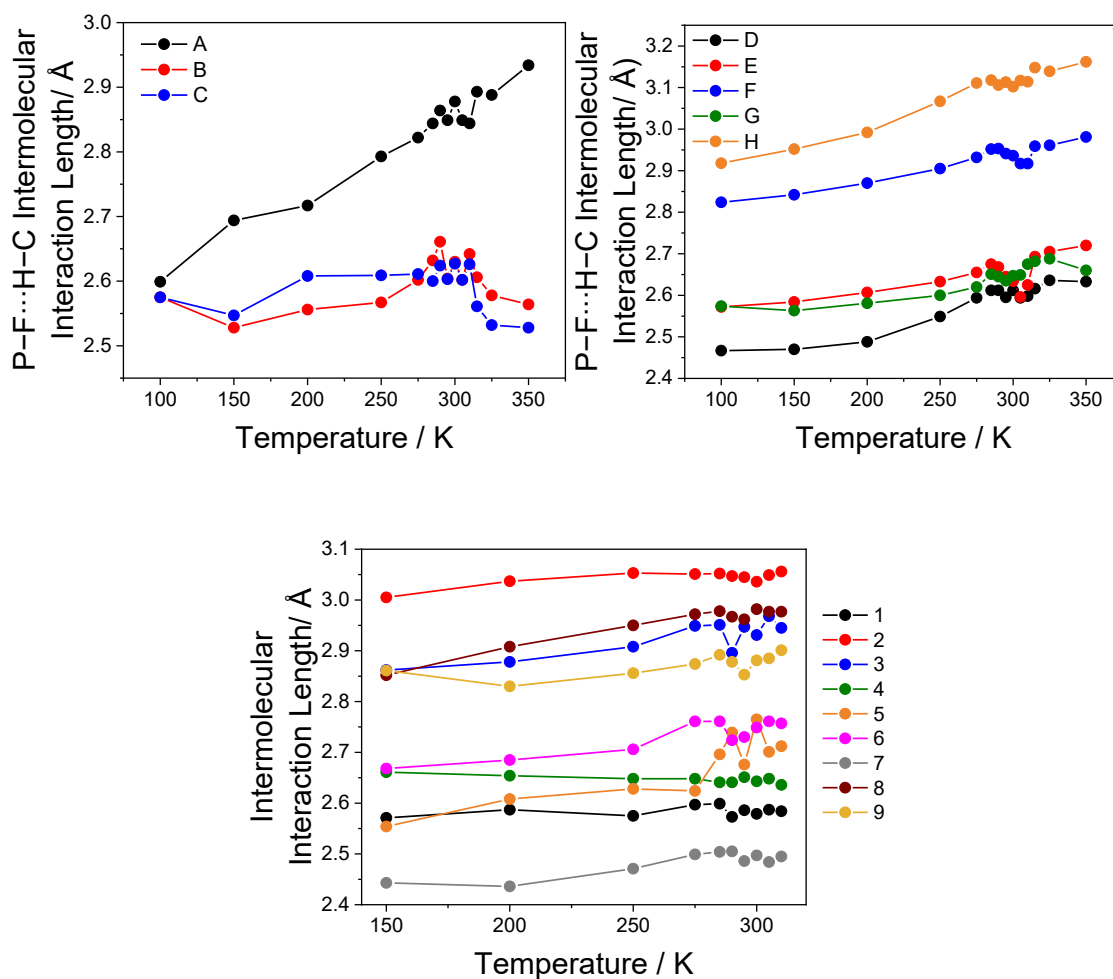 P−F···H−C Intermolecular
Interaction Length/ Å
3.0
2.9
2.8
2.7
2.6
2.5
A
B
C
100 150 200 250 300 350
Temperature / K
P−F···H−C Intermolecular
Interaction Length/ Å)
3.2
3.1
3.0
2.9
2.8
2.7
2.6
2.5
2.4
D
E
F
G
H
100 150 200 250 300 350
Temperature / K
Intermolecular
Interaction Length/ Å
3.1
3.0
2.9
2.8
2.7
2.6
2.5
2.4
150 200 250 300
Temperature / K
1
2
3
4
5
6
7
8
9